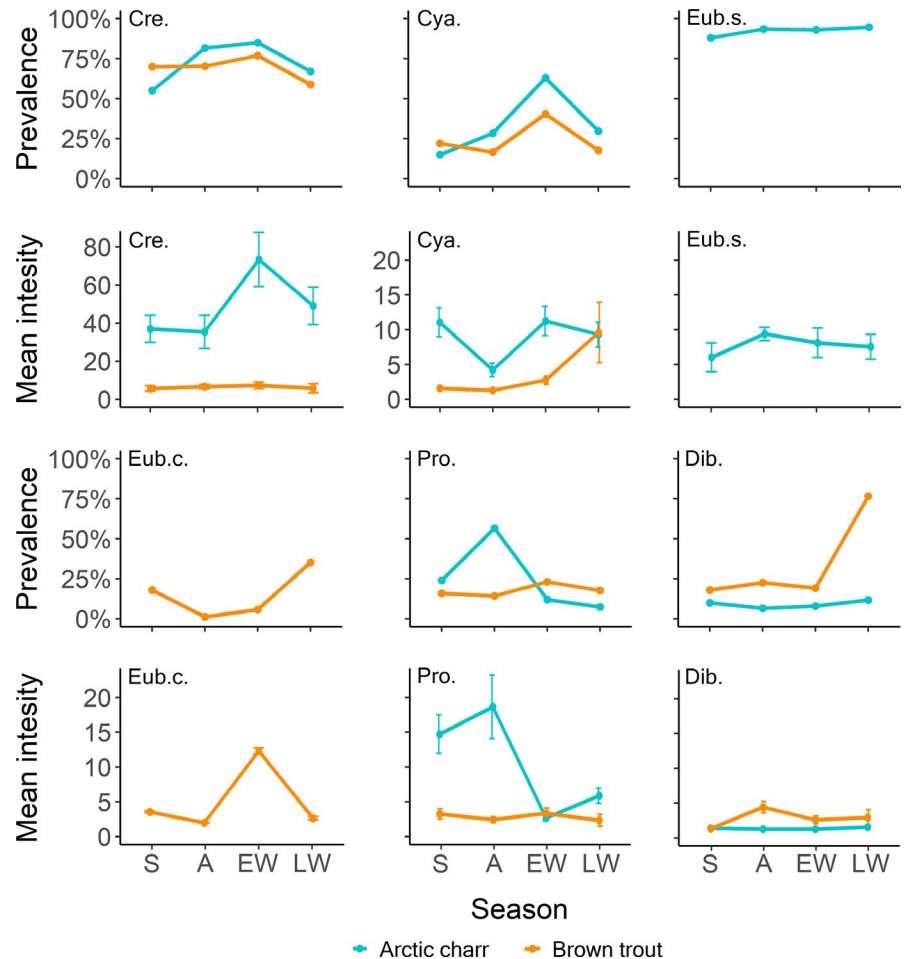 Prevalence
100%
75%
50%
25%
0%
Cre.
Cya.
Eub.s.
Mean intesity
80
60
40
20
0
Cre.
20
15
10
5
0
Cya.
Eub.s.
Prevalence
100%
75%
50%
25%
0%
Eub.c.
Pro.
Dib.
Mean intesity
20
15
10
5
0
Eub.c.
Pro.
Dib.
S A EW LW
S A EW LW
S A EW LW
Season
Arctic charr Brown trout